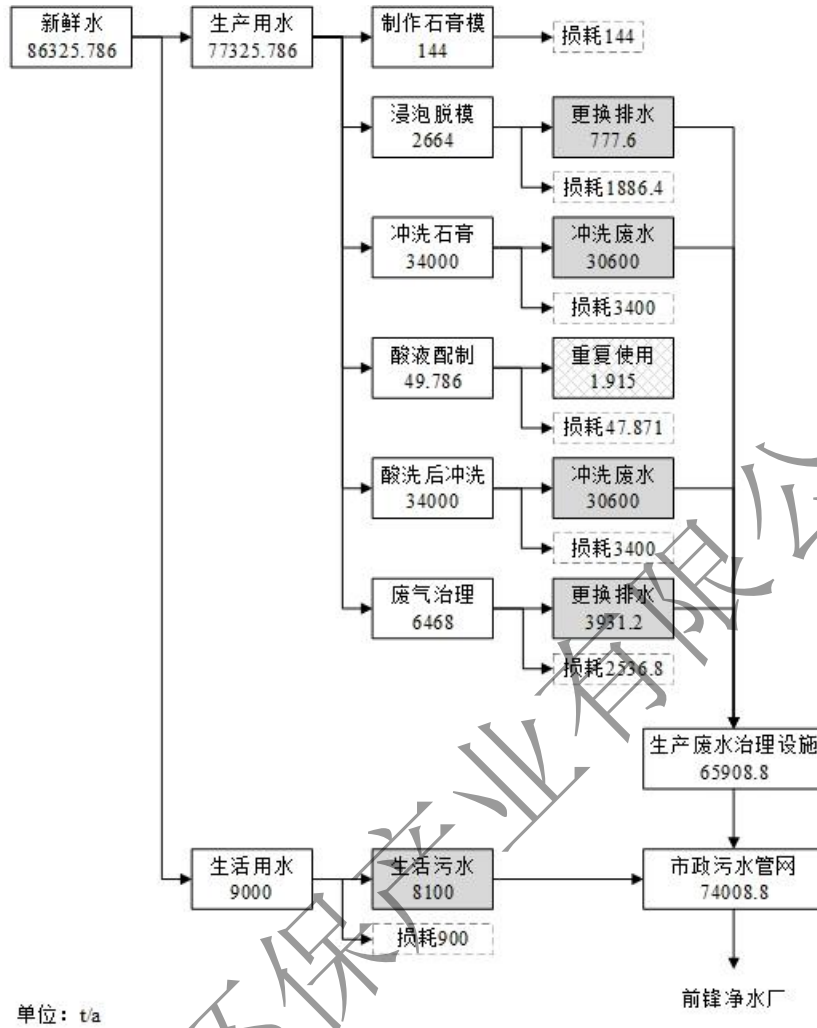 新鲜水
86325.786
生产用水
77325.786
制作石膏模
144
损耗144
浸泡脱模
2664
更换排水
777.6
损耗1886.4
冲洗石膏
34000
冲洗废水
30600
损耗3400
酸液配制
49.786
重复使用
1.915
损耗47.871
酸洗后冲洗
34000
冲洗废水
30600
损耗3400
废气治理
6468
更换排水
3931.2
损耗2536.8
生产废水治理设施
65908.8
生活用水
9000
生活污水
8100
损耗900
市政污水管网
74008.8
前锋净水厂
单位：t/a
环保产业有限公